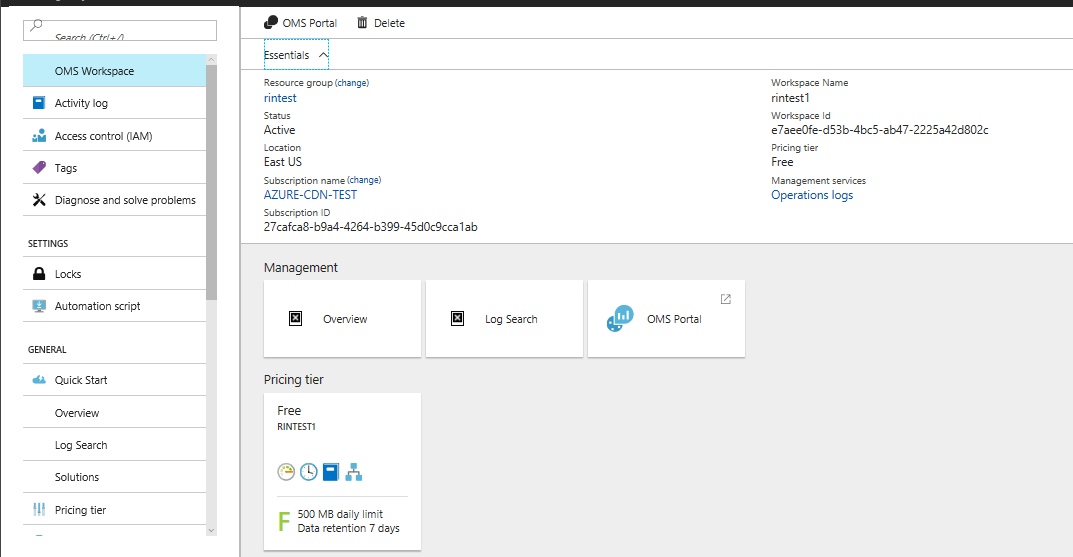 Search (Ctrl+/)
OMS Workspace
Activity log
Access control (IAM)
Tags
Diagnose and solve problems
SETTINGS
Locks
Automation script
GENERAL
Quick Start
Overview
Log Search
Solutions
Pricing tier
OMS Portal
Delete
Essentials
Resource group (change)
rintest
Status
Active
Location
East US
Subscription name (change)
AZURE-CDN-TEST
Subscription ID
27cafca8-b9a4-4264-b399-45d0c9cca1ab
Workspace Name
rintest1
Workspace Id
e7aee0fe-d53b-4bc5-ab47-2225a42d802c
Pricing tier
Free
Management services
Operations logs
Management
Overview
Log Search
OMS Portal
Pricing tier
Free
RINTEST1
F
500 MB daily limit
Data retention 7 days